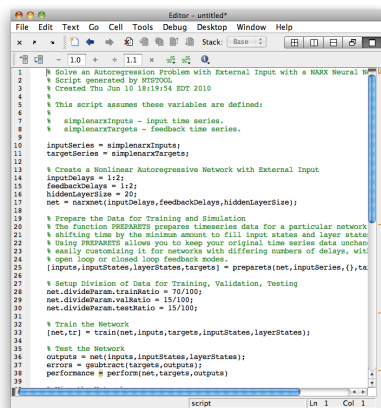 Editor - untitled*
File Edit Text Go Cell Tools Debug Desktop Window Help
Stack: Base
- 1.0 + ÷ 1.1 ×
1 % Solve an Autoregression Problem with External Input with a NARX Neural
2 % Script generated by NTSTOOL
3 % Created Thu Jun 10 18:19:54 EDT 2010
4 %
5 % This script assumes these variables are defined:
6 %
7 % simplenarxInputs - input time series.
8 % simplenarxTargets - feedback time series.
9
10 inputSeries = simplenarxInputs;
11 targetSeries = simplenarxTargets;
12
13 % Create a Nonlinear Autoregressive Network with External Input
14 inputDelays = 1:2;
15 feedbackDelays = 1:2;
16 hiddenLayerSize = 20;
17 net = narxnet(inputDelays,feedbackDelays,hiddenLayerSize);
18
19 % Prepare the Data for Training and Simulation
20 % The function PREPARETS prepares timeseries data for a particular network
21 % shifting time by the minimum amount to fill input states and layer state
22 % Using PREPARETS allows you to keep your original time series data unchan
23 % easily customizing it for networks with differing numbers of delays, wit
24 % open loop or closed loop feedback modes.
25 [inputs,inputStates,layerStates,targets] = preparets(net,inputSeries,{},ta
26
27 % Setup Division of Data for Training, Validation, Testing
28 net.divideParam.trainRatio = 70/100;
29 net.divideParam.valRatio = 15/100;
30 net.divideParam.testRatio = 15/100;
31
32 % Train the Network
33 [net,tr] = train(net,inputs,targets,inputStates,layerStates);
34
35 % Test the Network
36 outputs = net(inputs,inputStates,layerStates);
37 errors = gsubtract(targets,outputs);
38 performance = perform(net,targets,outputs)
39
script Ln 1 Col 1